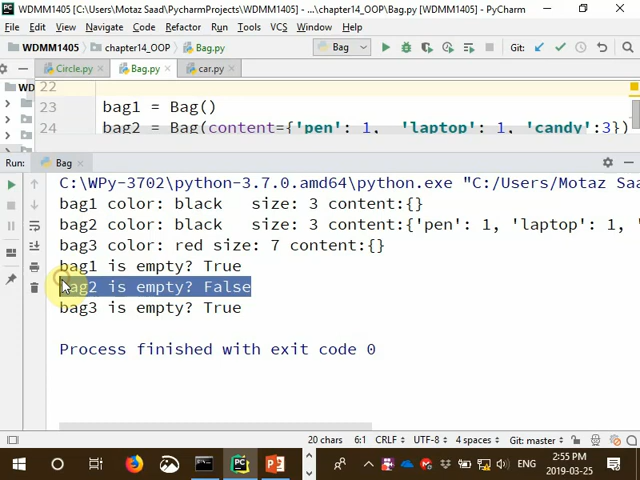 WDMM1405 [C:\Users\Motaz Saad\PycharmProjects\WDMM1405] - ...\chapter14_OOP\Bag.py [WDMM1405] - PyCharm
File Edit View Navigate Code Refactor Run Tools VCS Window Help
WDMM1405 chapter14_OOP Bag.py Bag Git:
WDM Circle.py Bag.py car.py
22
23 bag1 = Bag()
24 bag2 = Bag(content={'pen': 1, 'laptop': 1, 'candy':3})
Run: Bag
C:\WPy-3702\python-3.7.0.amd64\python.exe "C:/Users/Motaz Saad
bag1 color: black size: 3 content:{}
bag2 color: black size: 3 content:{'pen': 1, 'laptop': 1, '
bag3 color: red size: 7 content:{}
bag1 is empty? True
bag2 is empty? False
bag3 is empty? True
Process finished with exit code 0
20 chars 6:1 CRLF UTF-8 4 spaces Git: master
ENG 2:55 PM
2019-03-25